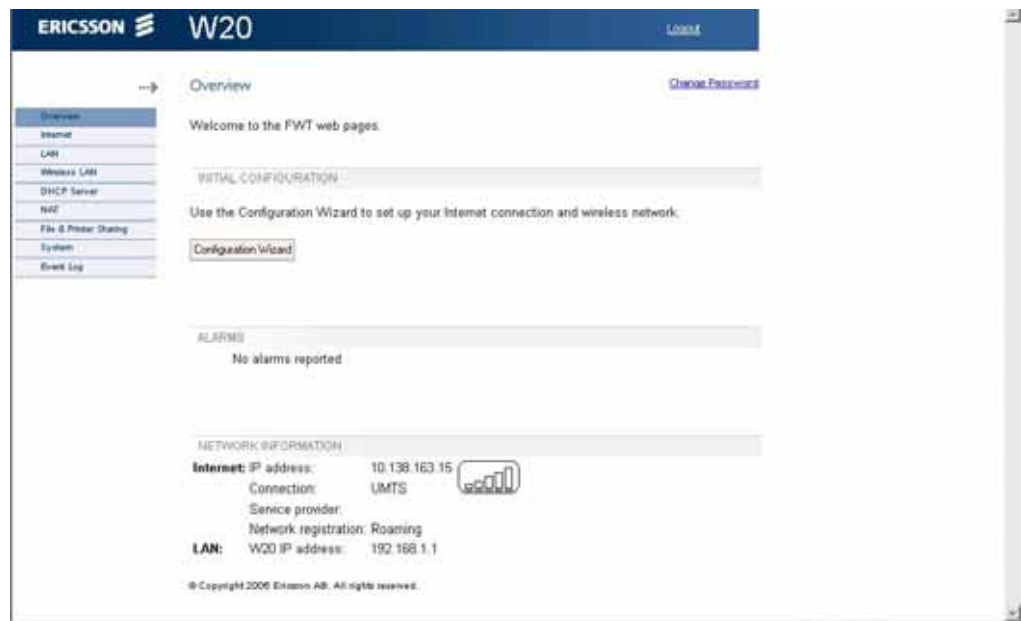 ERICSSON W20 Logout
Overview Change Password
Overview
Internet
LAN
Wireless LAN
DHCP Server
NAT
File & Printer Sharing
System
Event Log
Welcome to the FWT web pages.
INITIAL CONFIGURATION
Use the Configuration Wizard to set up your Internet connection and wireless network.
Configuration Wizard
ALARMS
No alarms reported
NETWORK INFORMATION
Internet: IP address: 10.138.163.15
Connection: UMTS
Service provider:
Network registration: Roaming
LAN: W20 IP address: 192.168.1.1
© Copyright 2006 Ericsson AB. All rights reserved.